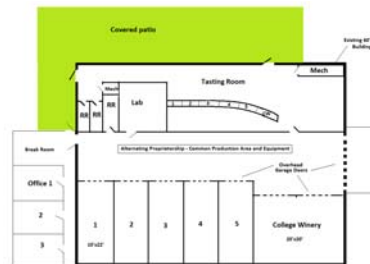 Covered patio
Existing 60'
Building
Mech
Tasting Room
Mech
RR
RR
RR
Lab
Break Room
Alternating Proprietorship - Common Production Area and Equipment
Overhead
Garage Doors
Office 1
2
3
1
2
3
4
5
College Winery